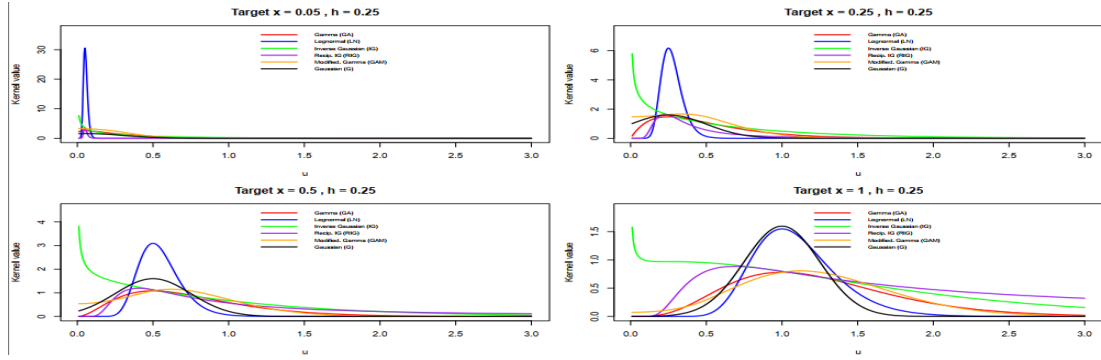 Target x = 0.05 , h = 0.25
Kernel value
30
20
10
0
Gamma (GA)
Lognormal (LN)
Inverse Gaussian (IG)
Recip. IG (RIG)
Modified. Gamma (GAM)
Gaussian (G)
0.0 0.5 1.0 1.5 2.0 2.5 3.0
u
Target x = 0.25 , h = 0.25
Kernel value
6
4
2
0
Gamma (GA)
Lognormal (LN)
Inverse Gaussian (IG)
Recip. IG (RIG)
Modified. Gamma (GAM)
Gaussian (G)
0.0 0.5 1.0 1.5 2.0 2.5 3.0
u
Target x = 0.5 , h = 0.25
Kernel value
4
3
2
1
0
Gamma (GA)
Lognormal (LN)
Inverse Gaussian (IG)
Recip. IG (RIG)
Modified. Gamma (GAM)
Gaussian (G)
0.0 0.5 1.0 1.5 2.0 2.5 3.0
u
Target x = 1 , h = 0.25
Kernel value
1.5
1.0
0.5
0.0
Gamma (GA)
Lognormal (LN)
Inverse Gaussian (IG)
Recip. IG (RIG)
Modified. Gamma (GAM)
Gaussian (G)
0.0 0.5 1.0 1.5 2.0 2.5 3.0
u